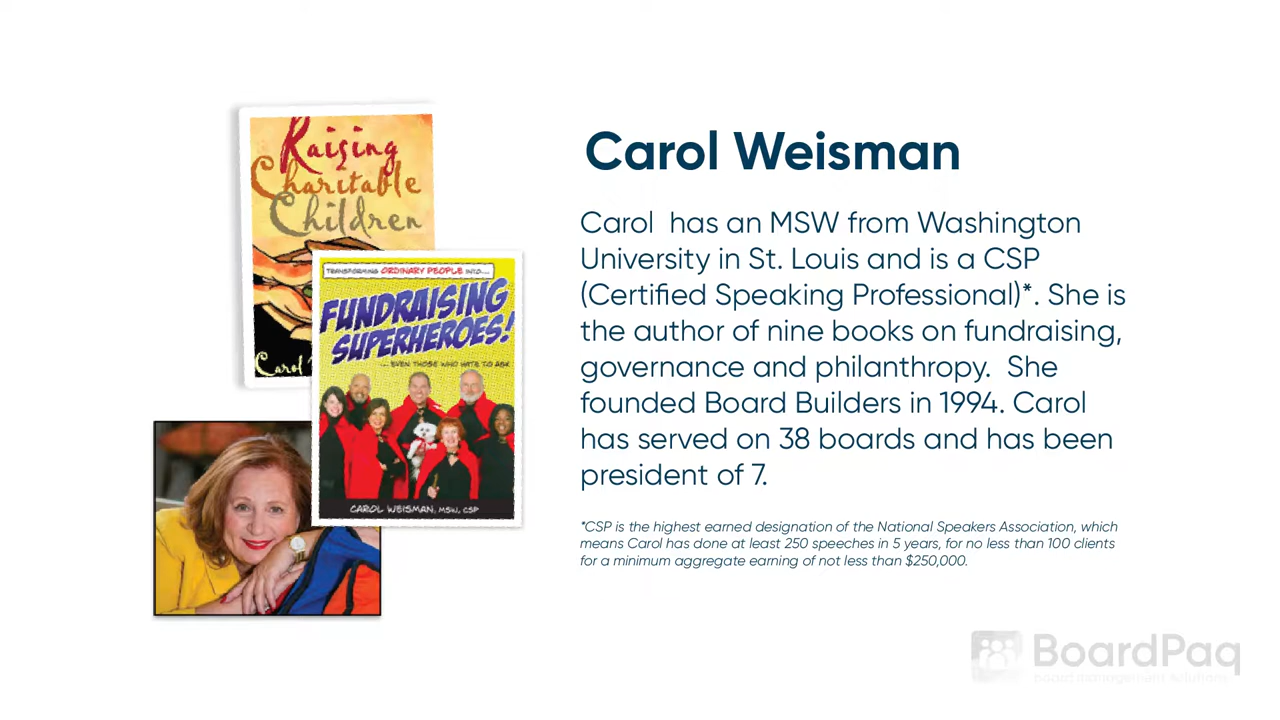 Raising
Charitable
Children
Carol
TRANSFORMING ORDINARY PEOPLE INTO....
FUNDRAISING
SUPERHEROES!
... EVEN THOSE WHO HATE TO ASK
CAROL WEISMAN, MSW, CSP
Carol Weisman
Carol has an MSW from Washington
University in St. Louis and is a CSP
(Certified Speaking Professional)*. She is
the author of nine books on fundraising,
governance and philanthropy. She
founded Board Builders in 1994. Carol
has served on 38 boards and has been
president of 7.
*CSP is the highest earned designation of the National Speakers Association, which
means Carol has done at least 250 speeches in 5 years, for no less than 100 clients
for a minimum aggregate earning of not less than $250,000.
BoardPaq
board management solutions